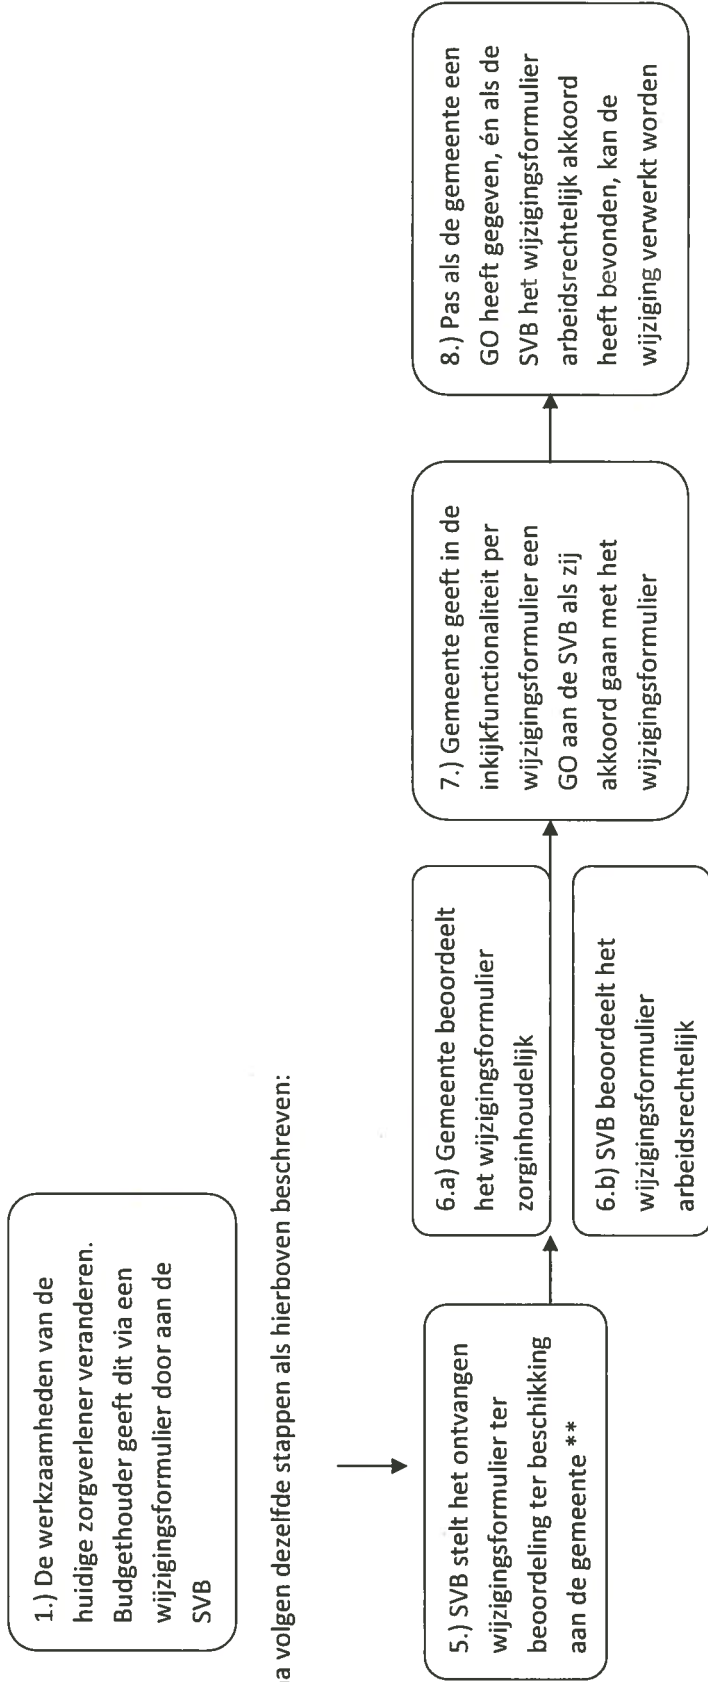 1.) De werkzaamheden van de
huidige zorgverlener veranderen.
Budgethouder geeft dit via een
wijzigingsformulier door aan de
SVB
a volgen dezelfde stappen als hierboven beschreven:
5.) SVB stelt het ontvangen
wijzigingsformulier ter
beoordeling ter beschikking
aan de gemeente **
6.a) Gemeente beoordeelt
het wijzigingsformulier
zorginhoudelijk
6.b) SVB beoordeelt het
wijzigingsformulier
arbeidsrechtelijk
7.) Gemeente geeft in de
inkijkfunctionaliteit per
wijzigingsformulier een
GO aan de SVB als zij
akkoord gaan met het
wijzigingsformulier
8.) Pas als de gemeente een
GO heeft gegeven, én als de
SVB het wijzigingsformulier
arbeidsrechtelijk akkoord
heeft bevonden, kan de
wijziging verwerkt worden